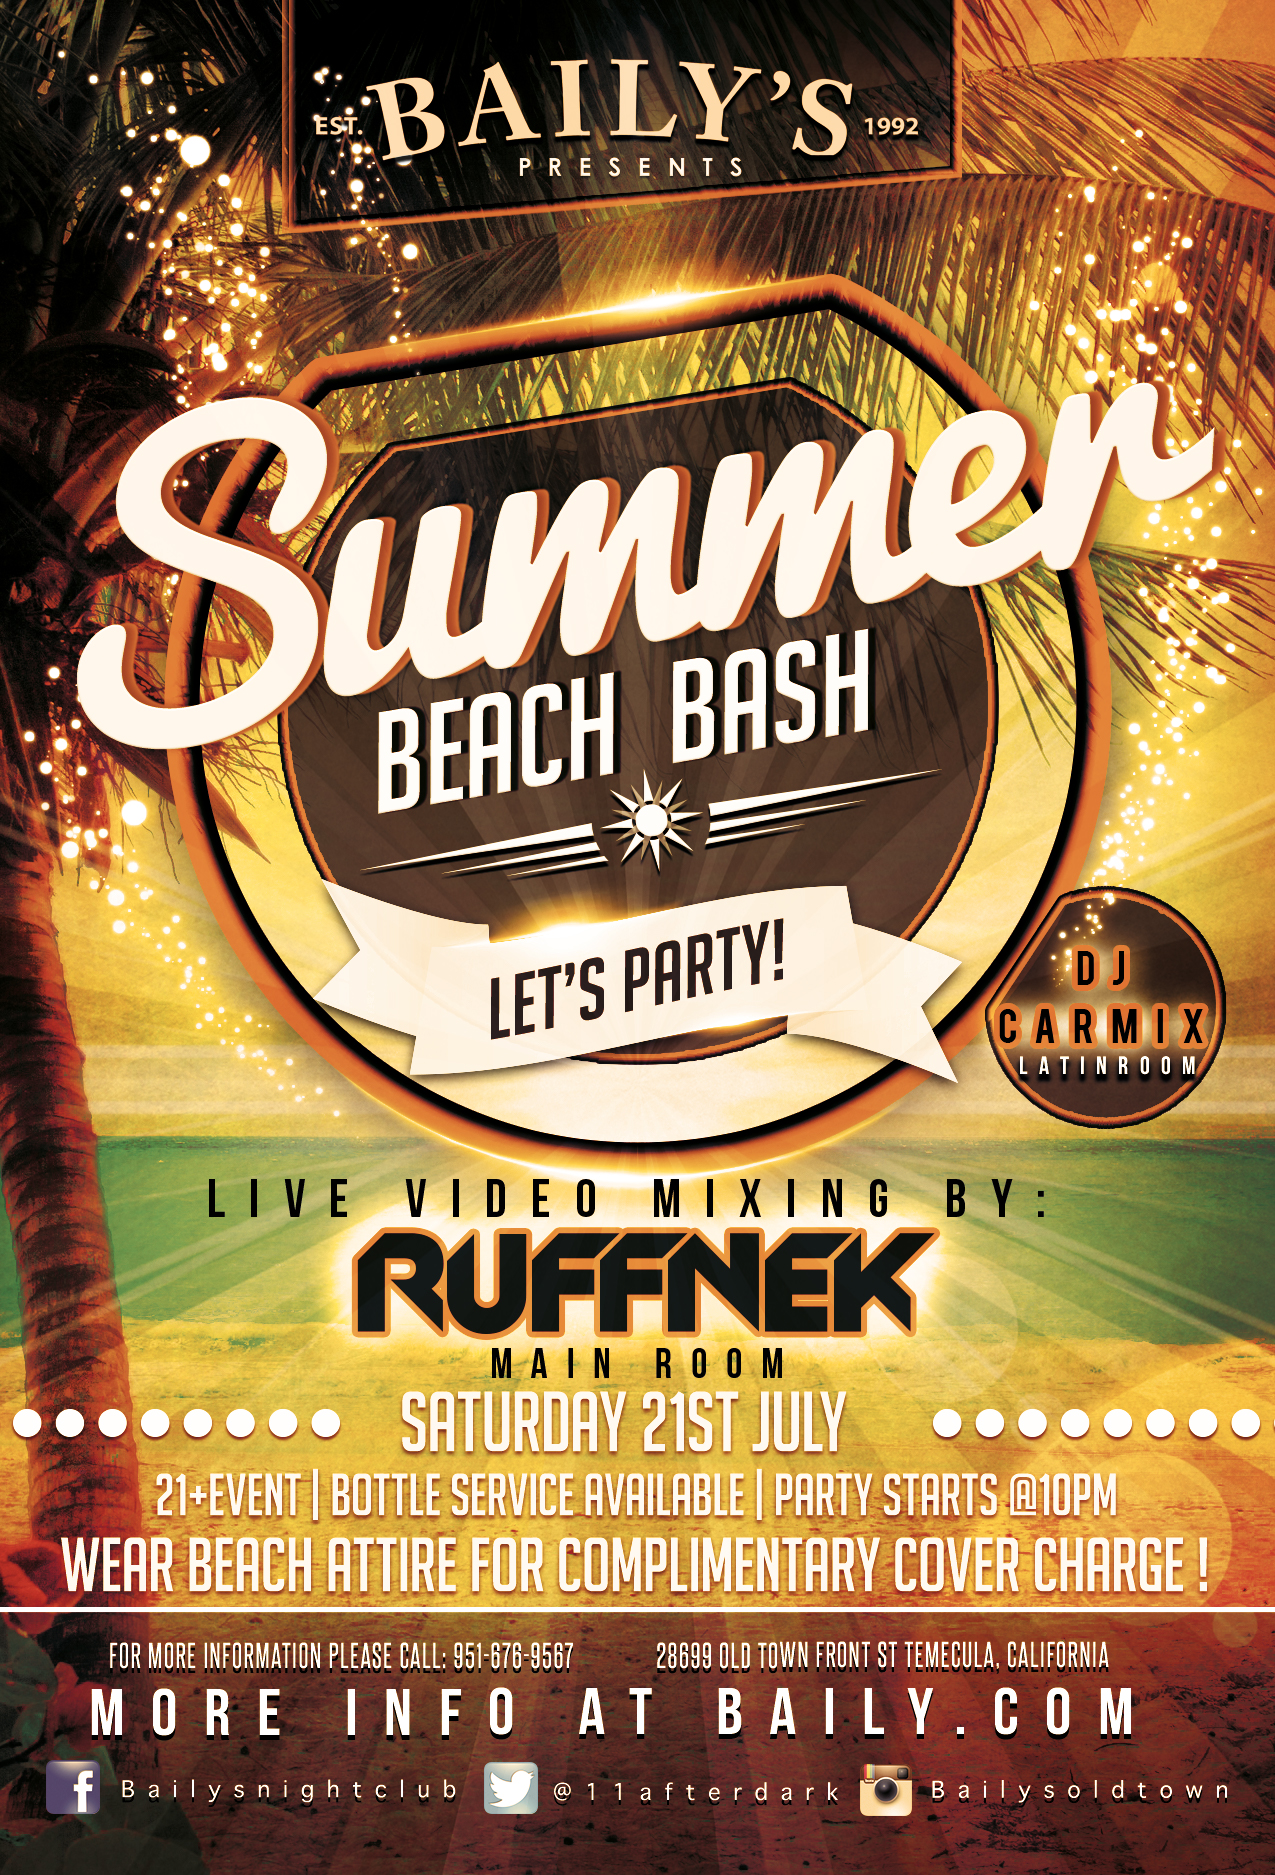 EST. BAILY'S 1992
PRESENTS
Summer
BEACH BASH
LET'S PARTY!
DJ
CARMIX
LATINROOM
LIVE VIDEO MIXING BY:
RUFFNEK
MAIN ROOM
SATURDAY 21ST JULY
21+EVENT | BOTTLE SERVICE AVAILABLE | PARTY STARTS @10PM
WEAR BEACH ATTIRE FOR COMPLIMENTARY COVER CHARGE !
FOR MORE INFORMATION PLEASE CALL: 951-676-9567 28699 OLD TOWN FRONT ST TEMECULA, CALIFORNIA
MORE INFO AT BAILY.COM
f Bailysnightclub @11afterdark Bailysoldtown